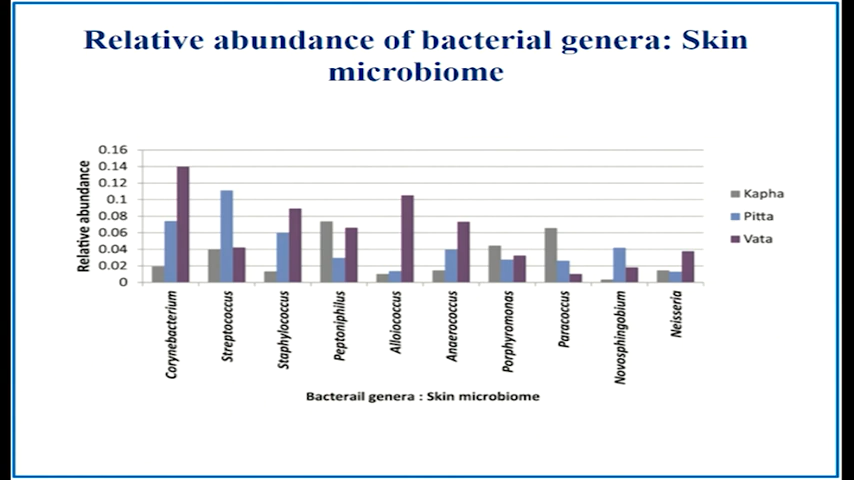 Relative abundance of bacterial genera: Skin
microbiome
Relative abundance
0.16
0.14
0.12
0.1
0.08
0.06
0.04
0.02
0
Kapha
Pitta
Vata
Corynebacterium
Streptococcus
Staphylococcus
Peptoniphilus
Alloiococcus
Anaerococcus
Porphyromonas
Paracoccus
Novosphingobium
Neisseria
Bacterail genera : Skin microbiome